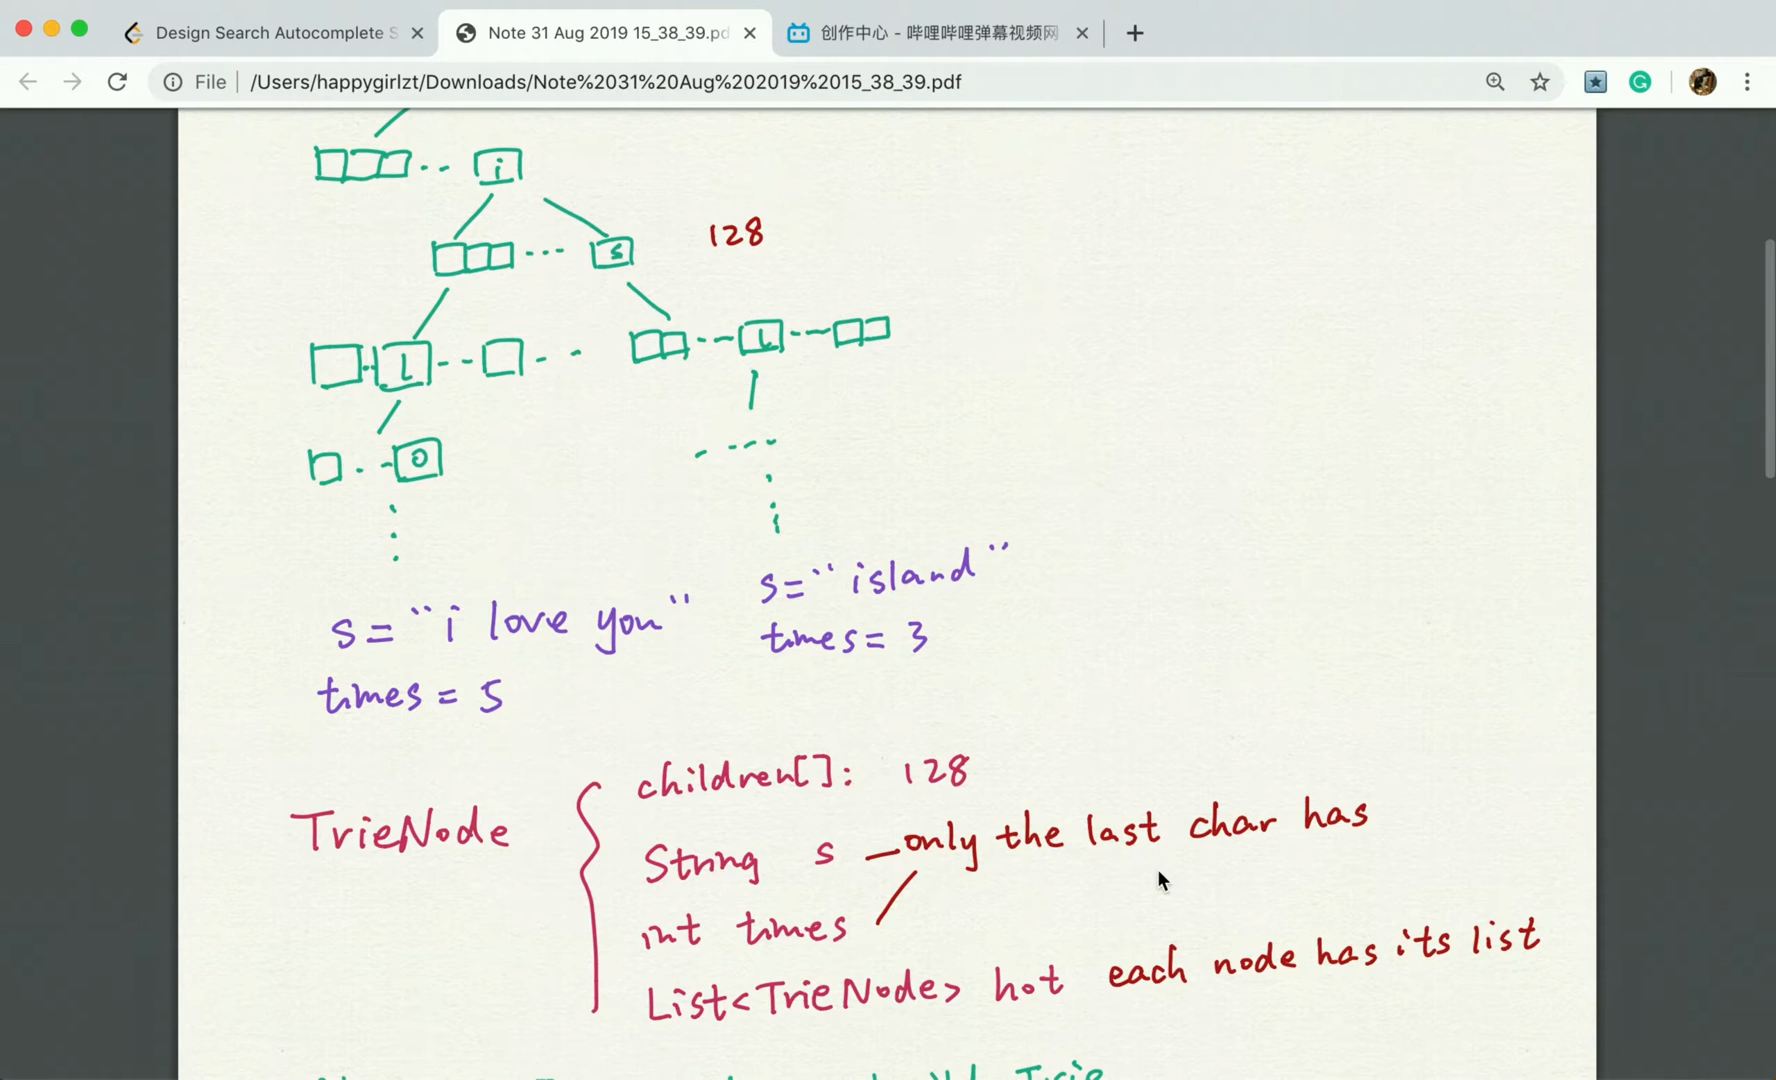 Design Search Autocomplete S
Note 31 Aug 2019 15_38_39.pd
创作中心 - 哔哩哔哩弹幕视频网
File
/Users/happygirlzt/Downloads/Note%2031%20Aug%202019%2015_38_39.pdf
i
s
128
l
l
o
s="i love you"
times = 5
s="island"
times = 3
TrieNode
children[]: 128
String s — only the last char has
int times
List<TrieNode> hot each node has its list
Trie